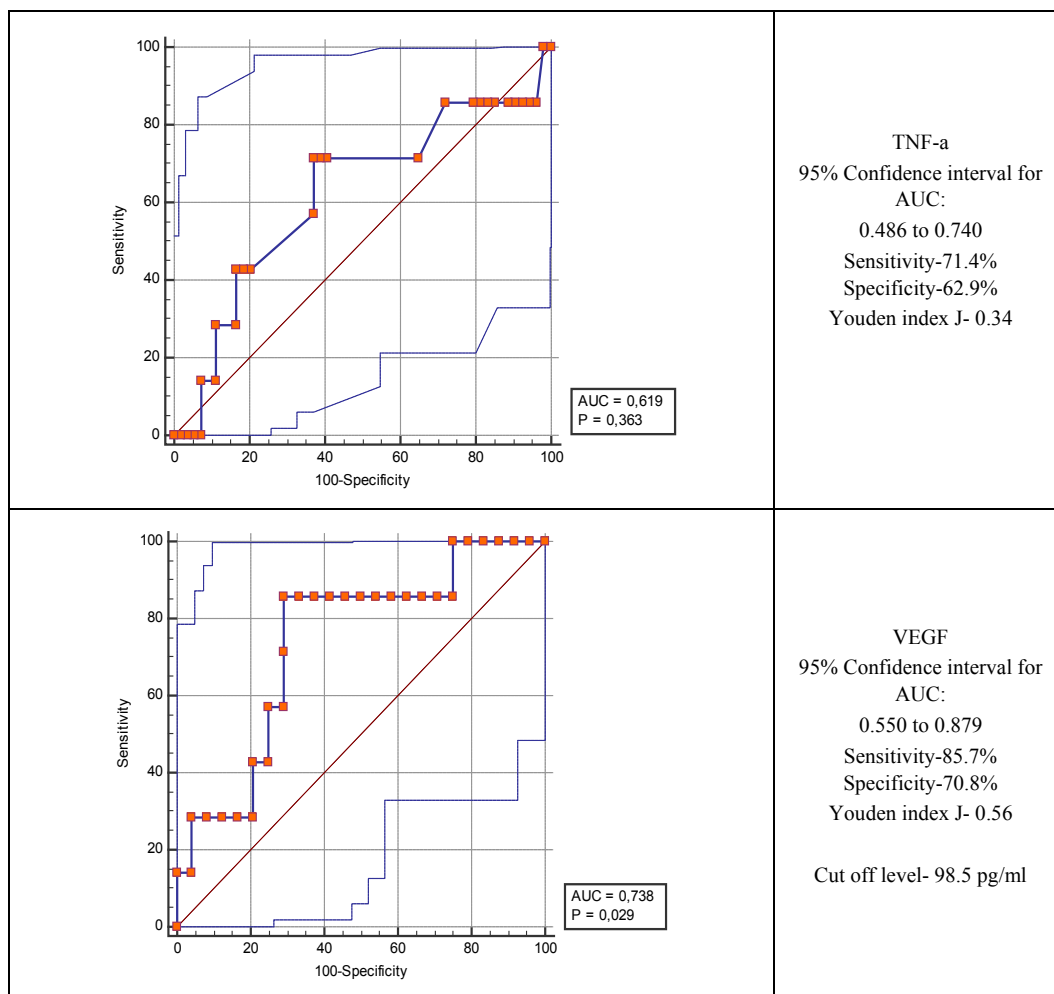 100
80
60
40
20
0
Sensitivity
0 20 40 60 80 100
100-Specificity
AUC = 0,619
P = 0,363
TNF-a
95% Confidence interval for
AUC:
0.486 to 0.740
Sensitivity-71.4%
Specificity-62.9%
Youden index J- 0.34
100
80
60
40
20
0
Sensitivity
0 20 40 60 80 100
100-Specificity
AUC = 0,738
P = 0,029
VEGF
95% Confidence interval for
AUC:
0.550 to 0.879
Sensitivity-85.7%
Specificity-70.8%
Youden index J- 0.56
Cut off level- 98.5 pg/ml